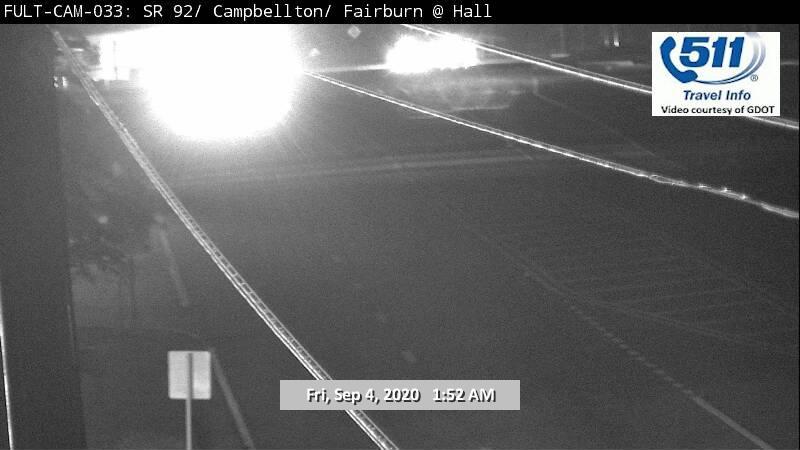 FULT-CAM-033: SR 92/ Campbellton/ Fairburn @ Hall
511
®
Travel Info
Video courtesy of GDOT
Fri, Sep 4, 2020 1:52 AM